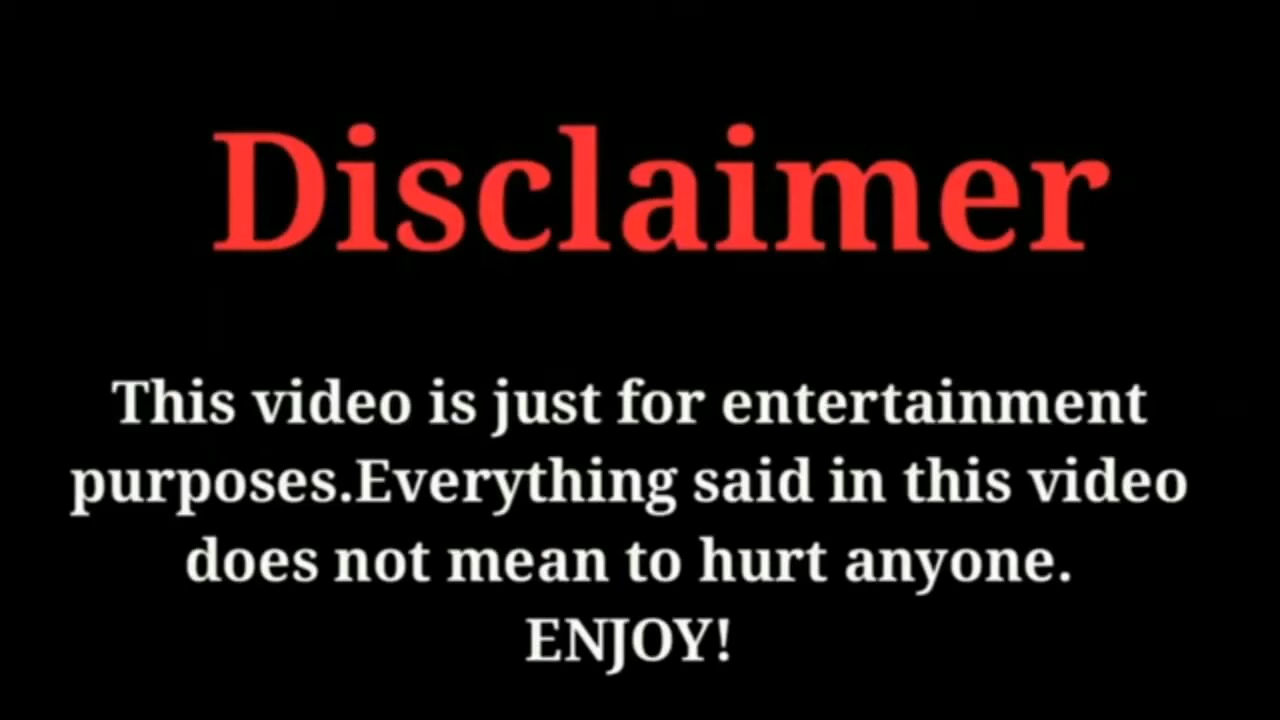 Disclaimer
This video is just for entertainment
purposes.Everything said in this video
does not mean to hurt anyone.
ENJOY!